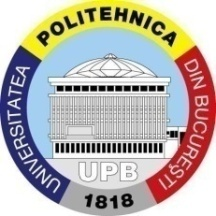 UNIVERSITATEA
POLITEHNICA
DIN BUCUREȘTI
UPB
1818